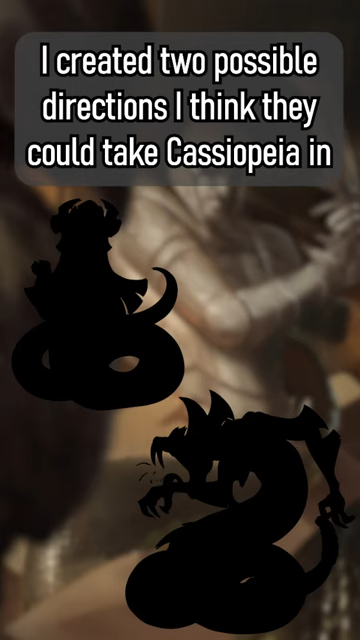 I created two possible
directions I think they
could take Cassiopeia in